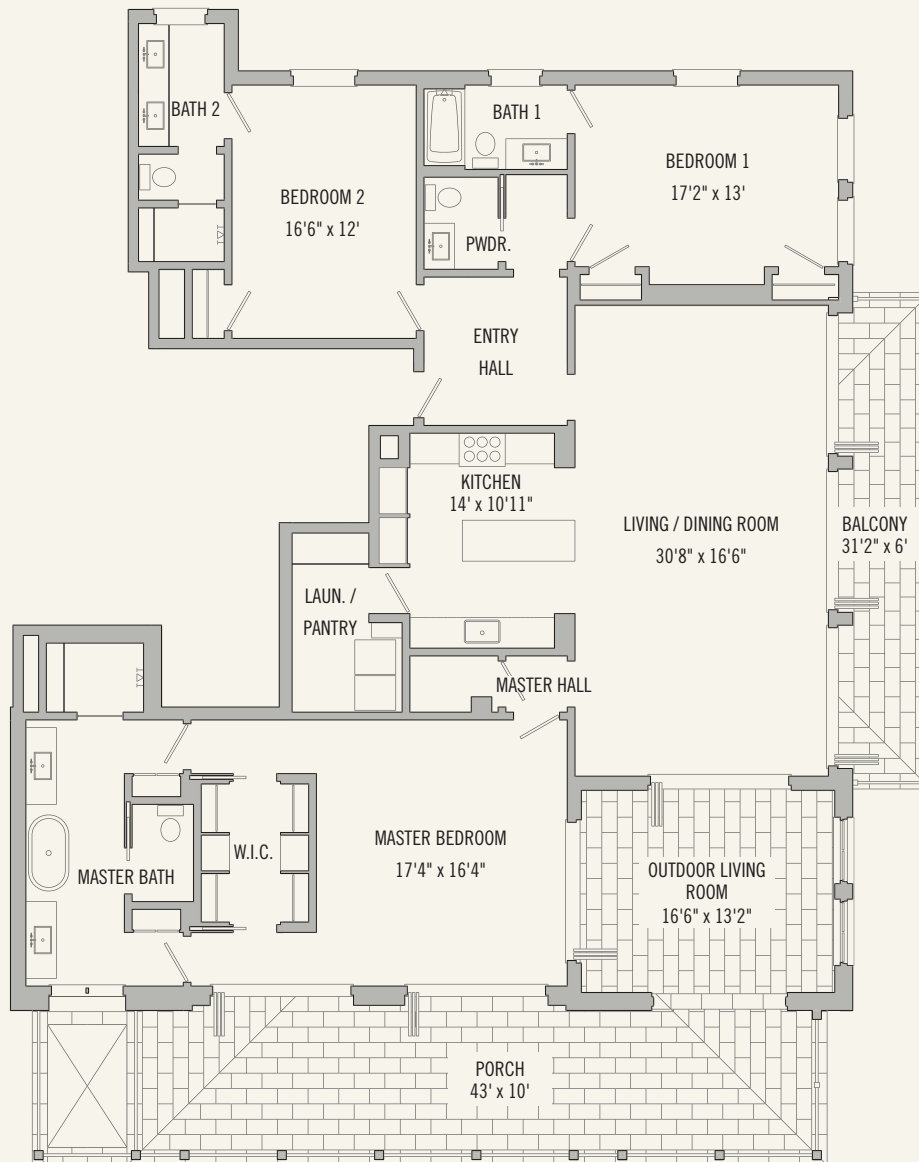 BATH 2
BATH 1
BEDROOM 1
17'2" x 13'
BEDROOM 2
16'6" x 12'
PWDR.
ENTRY
HALL
KITCHEN
14' x 10'11"
LIVING / DINING ROOM
30'8" x 16'6"
BALCONY
31'2" x 6'
LAUN. /
PANTRY
MASTER HALL
MASTER BEDROOM
17'4" x 16'4"
W.I.C.
MASTER BATH
OUTDOOR LIVING
ROOM
16'6" x 13'2"
PORCH
43' x 10'